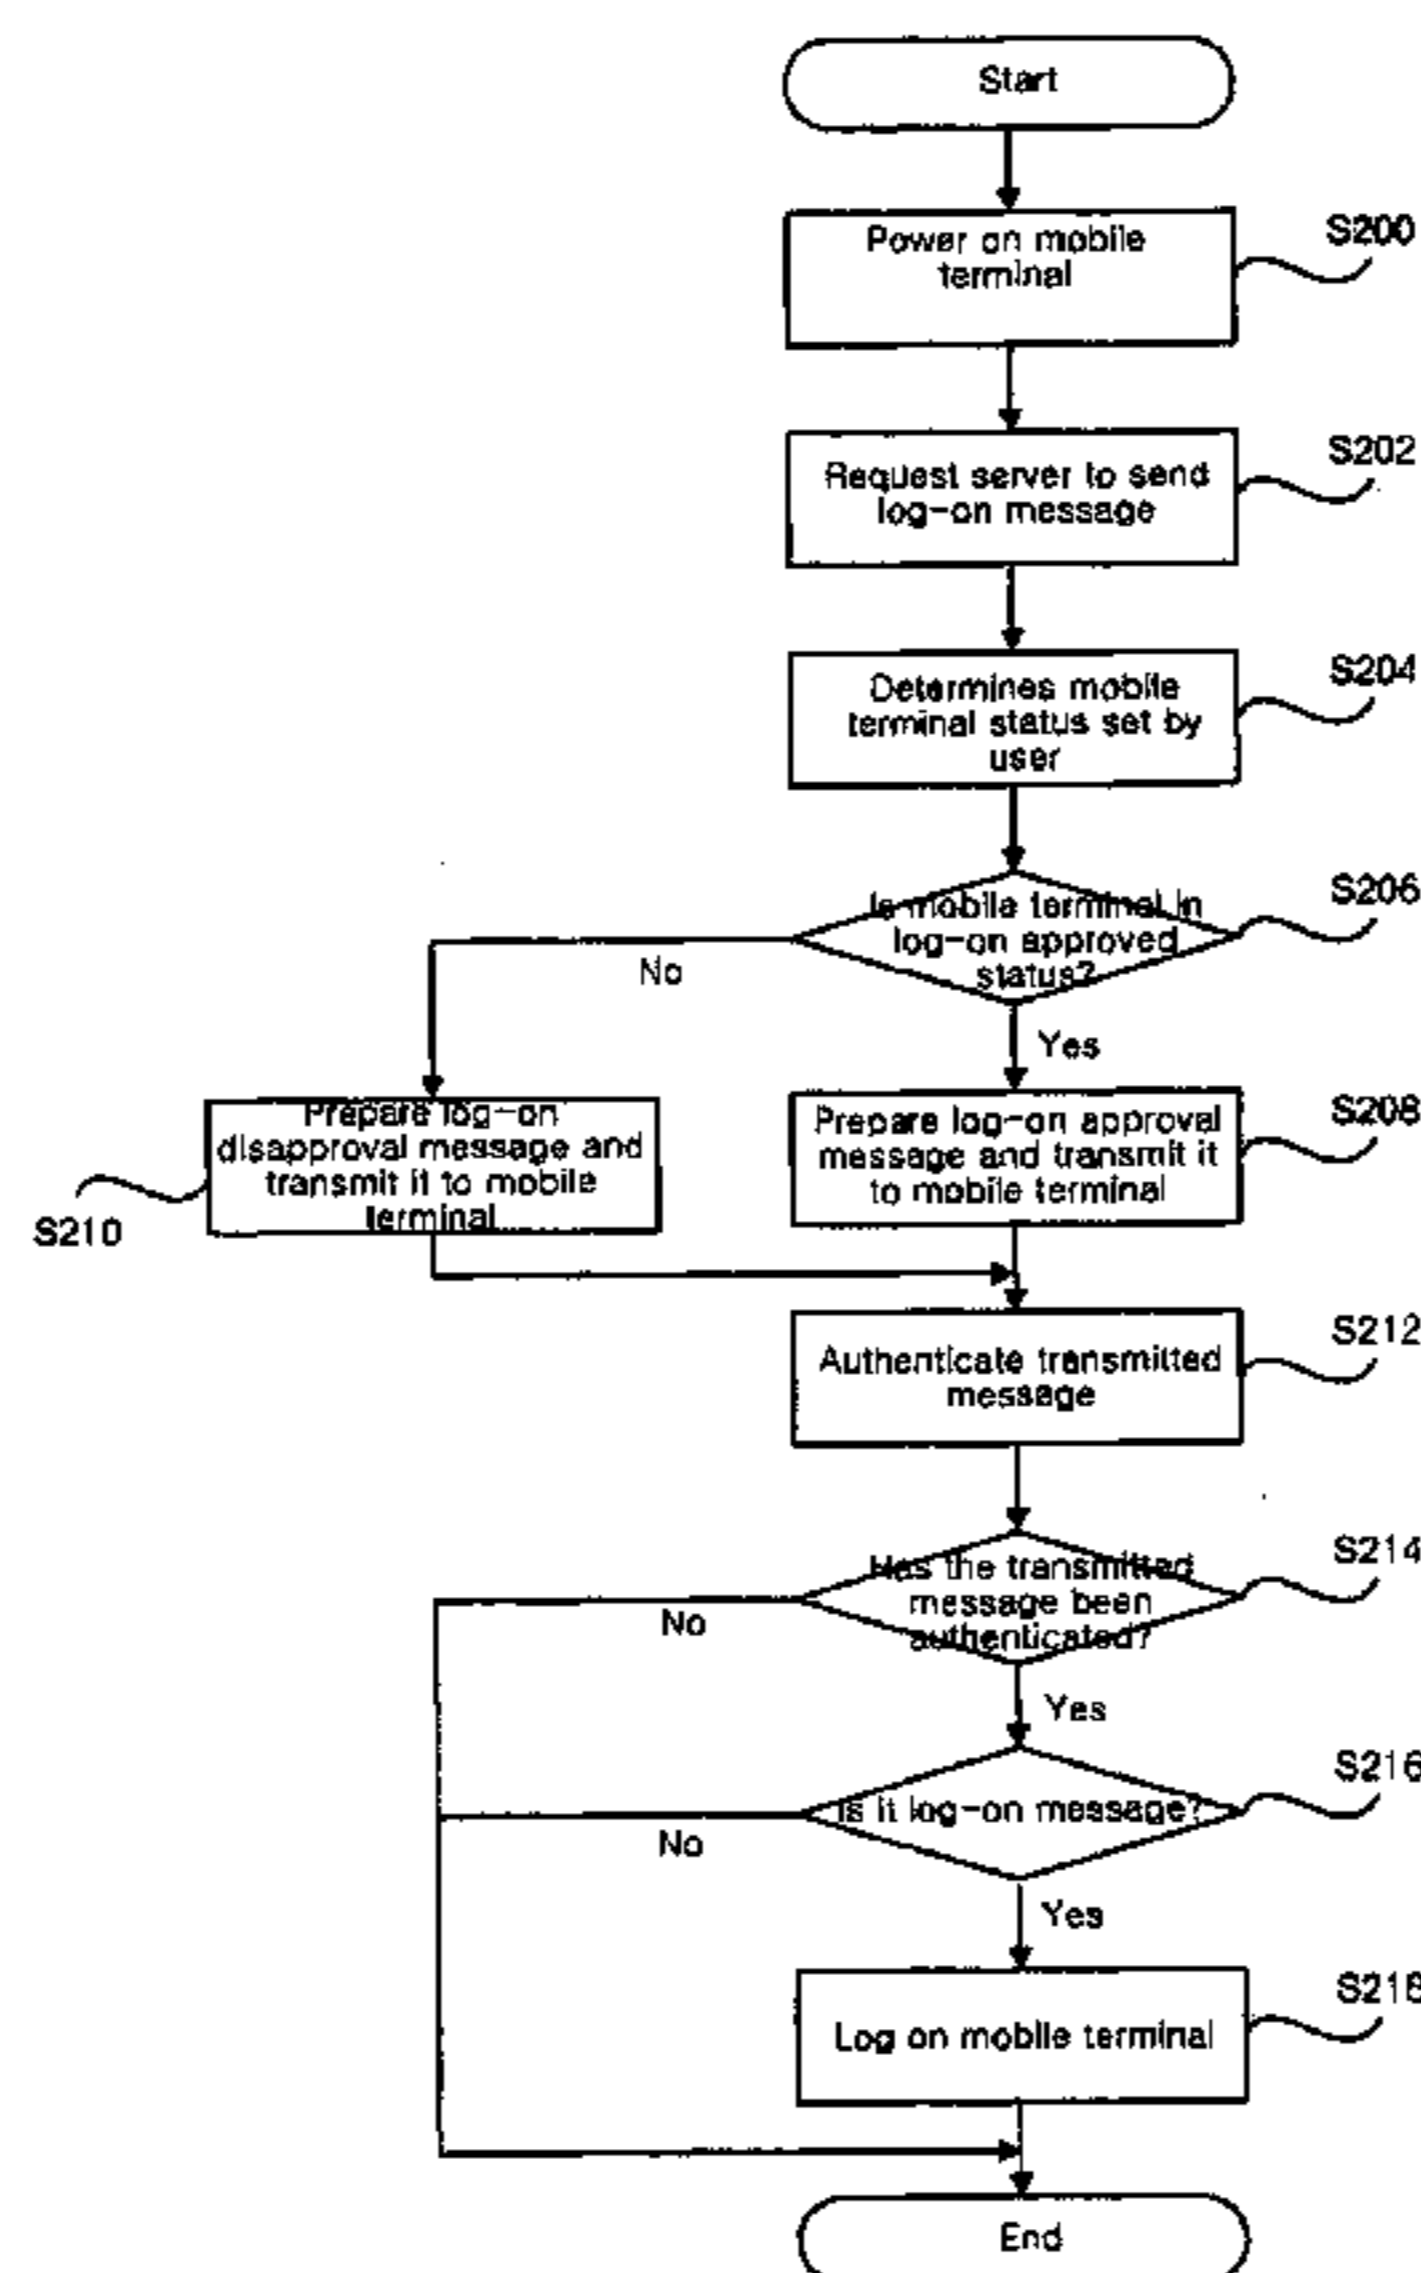 Start
Power on mobile
terminal
S200
Request server to send
log-on message
S202
Determines mobile
terminal status set by
user
S204
Is mobile terminal in
log-on approved
status?
S206
No
Yes
Prepare log-on
disapproval message and
transmit it to mobile
terminal
S210
Prepare log-on approval
message and transmit it
to mobile terminal
S208
Authenticate transmitted
message
S212
Has the transmitted
message been
authenticated?
S214
No
Yes
Is it log-on message?
S216
No
Yes
Log on mobile terminal
S218
End